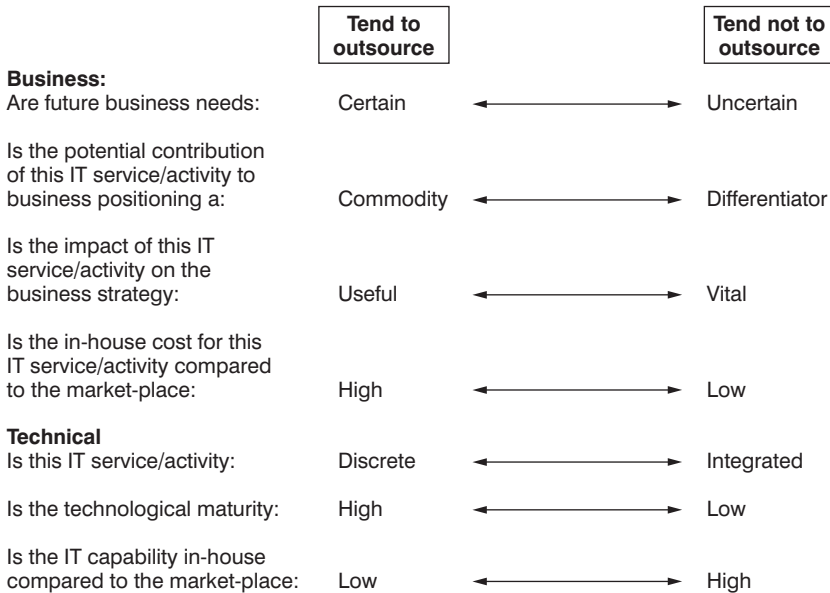 Tend to outsource
Tend not to outsource
Business:
Are future business needs: Certain Uncertain
Is the potential contribution
of this IT service/activity to
business positioning a: Commodity Differentiator
Is the impact of this IT
service/activity on the
business strategy: Useful Vital
Is the in-house cost for this
IT service/activity compared
to the market-place: High Low
Technical
Is this IT service/activity: Discrete Integrated
Is the technological maturity: High Low
Is the IT capability in-house
compared to the market-place: Low High